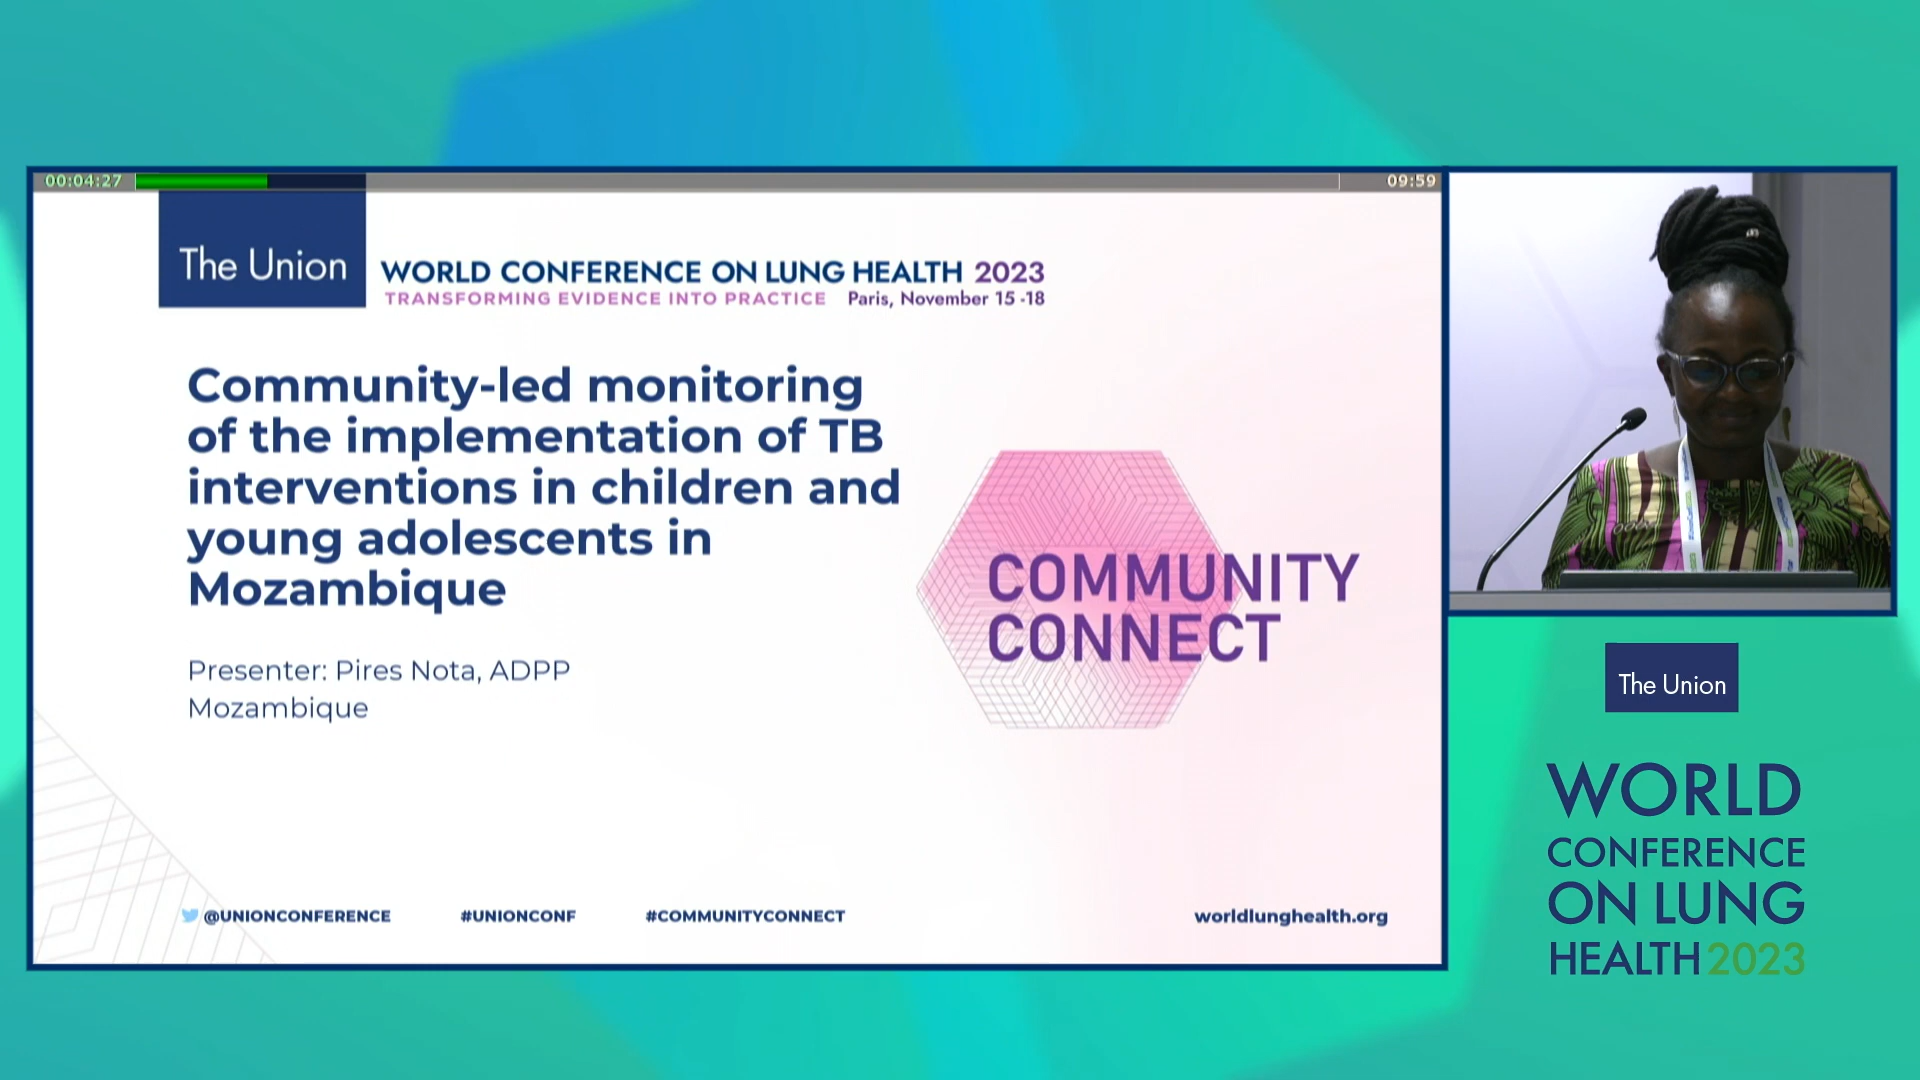 00:04:27
09:59
The Union
WORLD CONFERENCE ON LUNG HEALTH 2023
TRANSFORMING EVIDENCE INTO PRACTICE Paris, November 15 -18
Community-led monitoring
of the implementation of TB
interventions in children and
young adolescents in
Mozambique
Presenter: Pires Nota, ADPP
Mozambique
COMMUNITY
CONNECT
@UNIONCONFERENCE
#UNIONCONF
#COMMUNITYCONNECT
worldlunghealth.org
The Union
WORLD
CONFERENCE
ON LUNG
HEALTH 2023